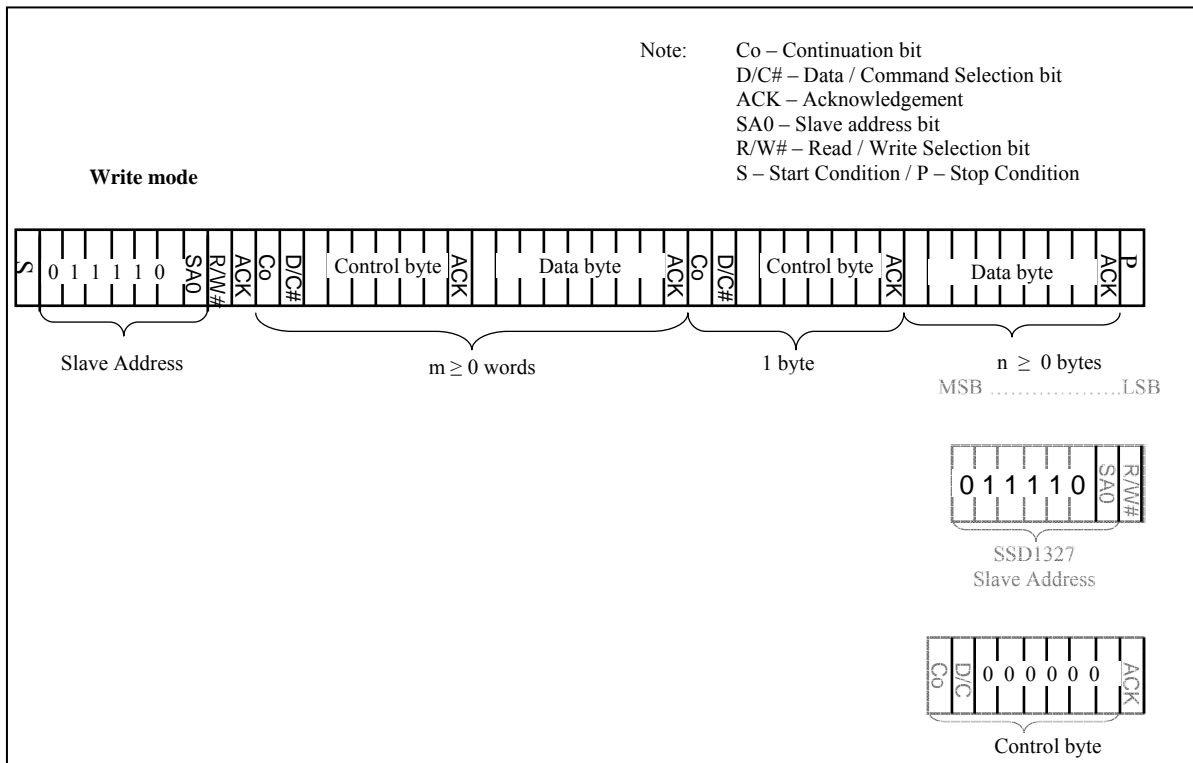 Note: Co – Continuation bit
D/C# – Data / Command Selection bit
ACK – Acknowledgement
SA0 – Slave address bit
R/W# – Read / Write Selection bit
S – Start Condition / P – Stop Condition
Write mode
S 0 1 1 1 1 0 SA0 R/W# ACK Co D/C# Control byte ACK Data byte ACK Co D/C# Control byte ACK Data byte ACK P
Slave Address m ≥ 0 words 1 byte n ≥ 0 bytes
MSB ………………….LSB
0 1 1 1 1 0 SA0 R/W#
SSD1327
Slave Address
Co D/C 0 0 0 0 0 0 ACK
Control byte